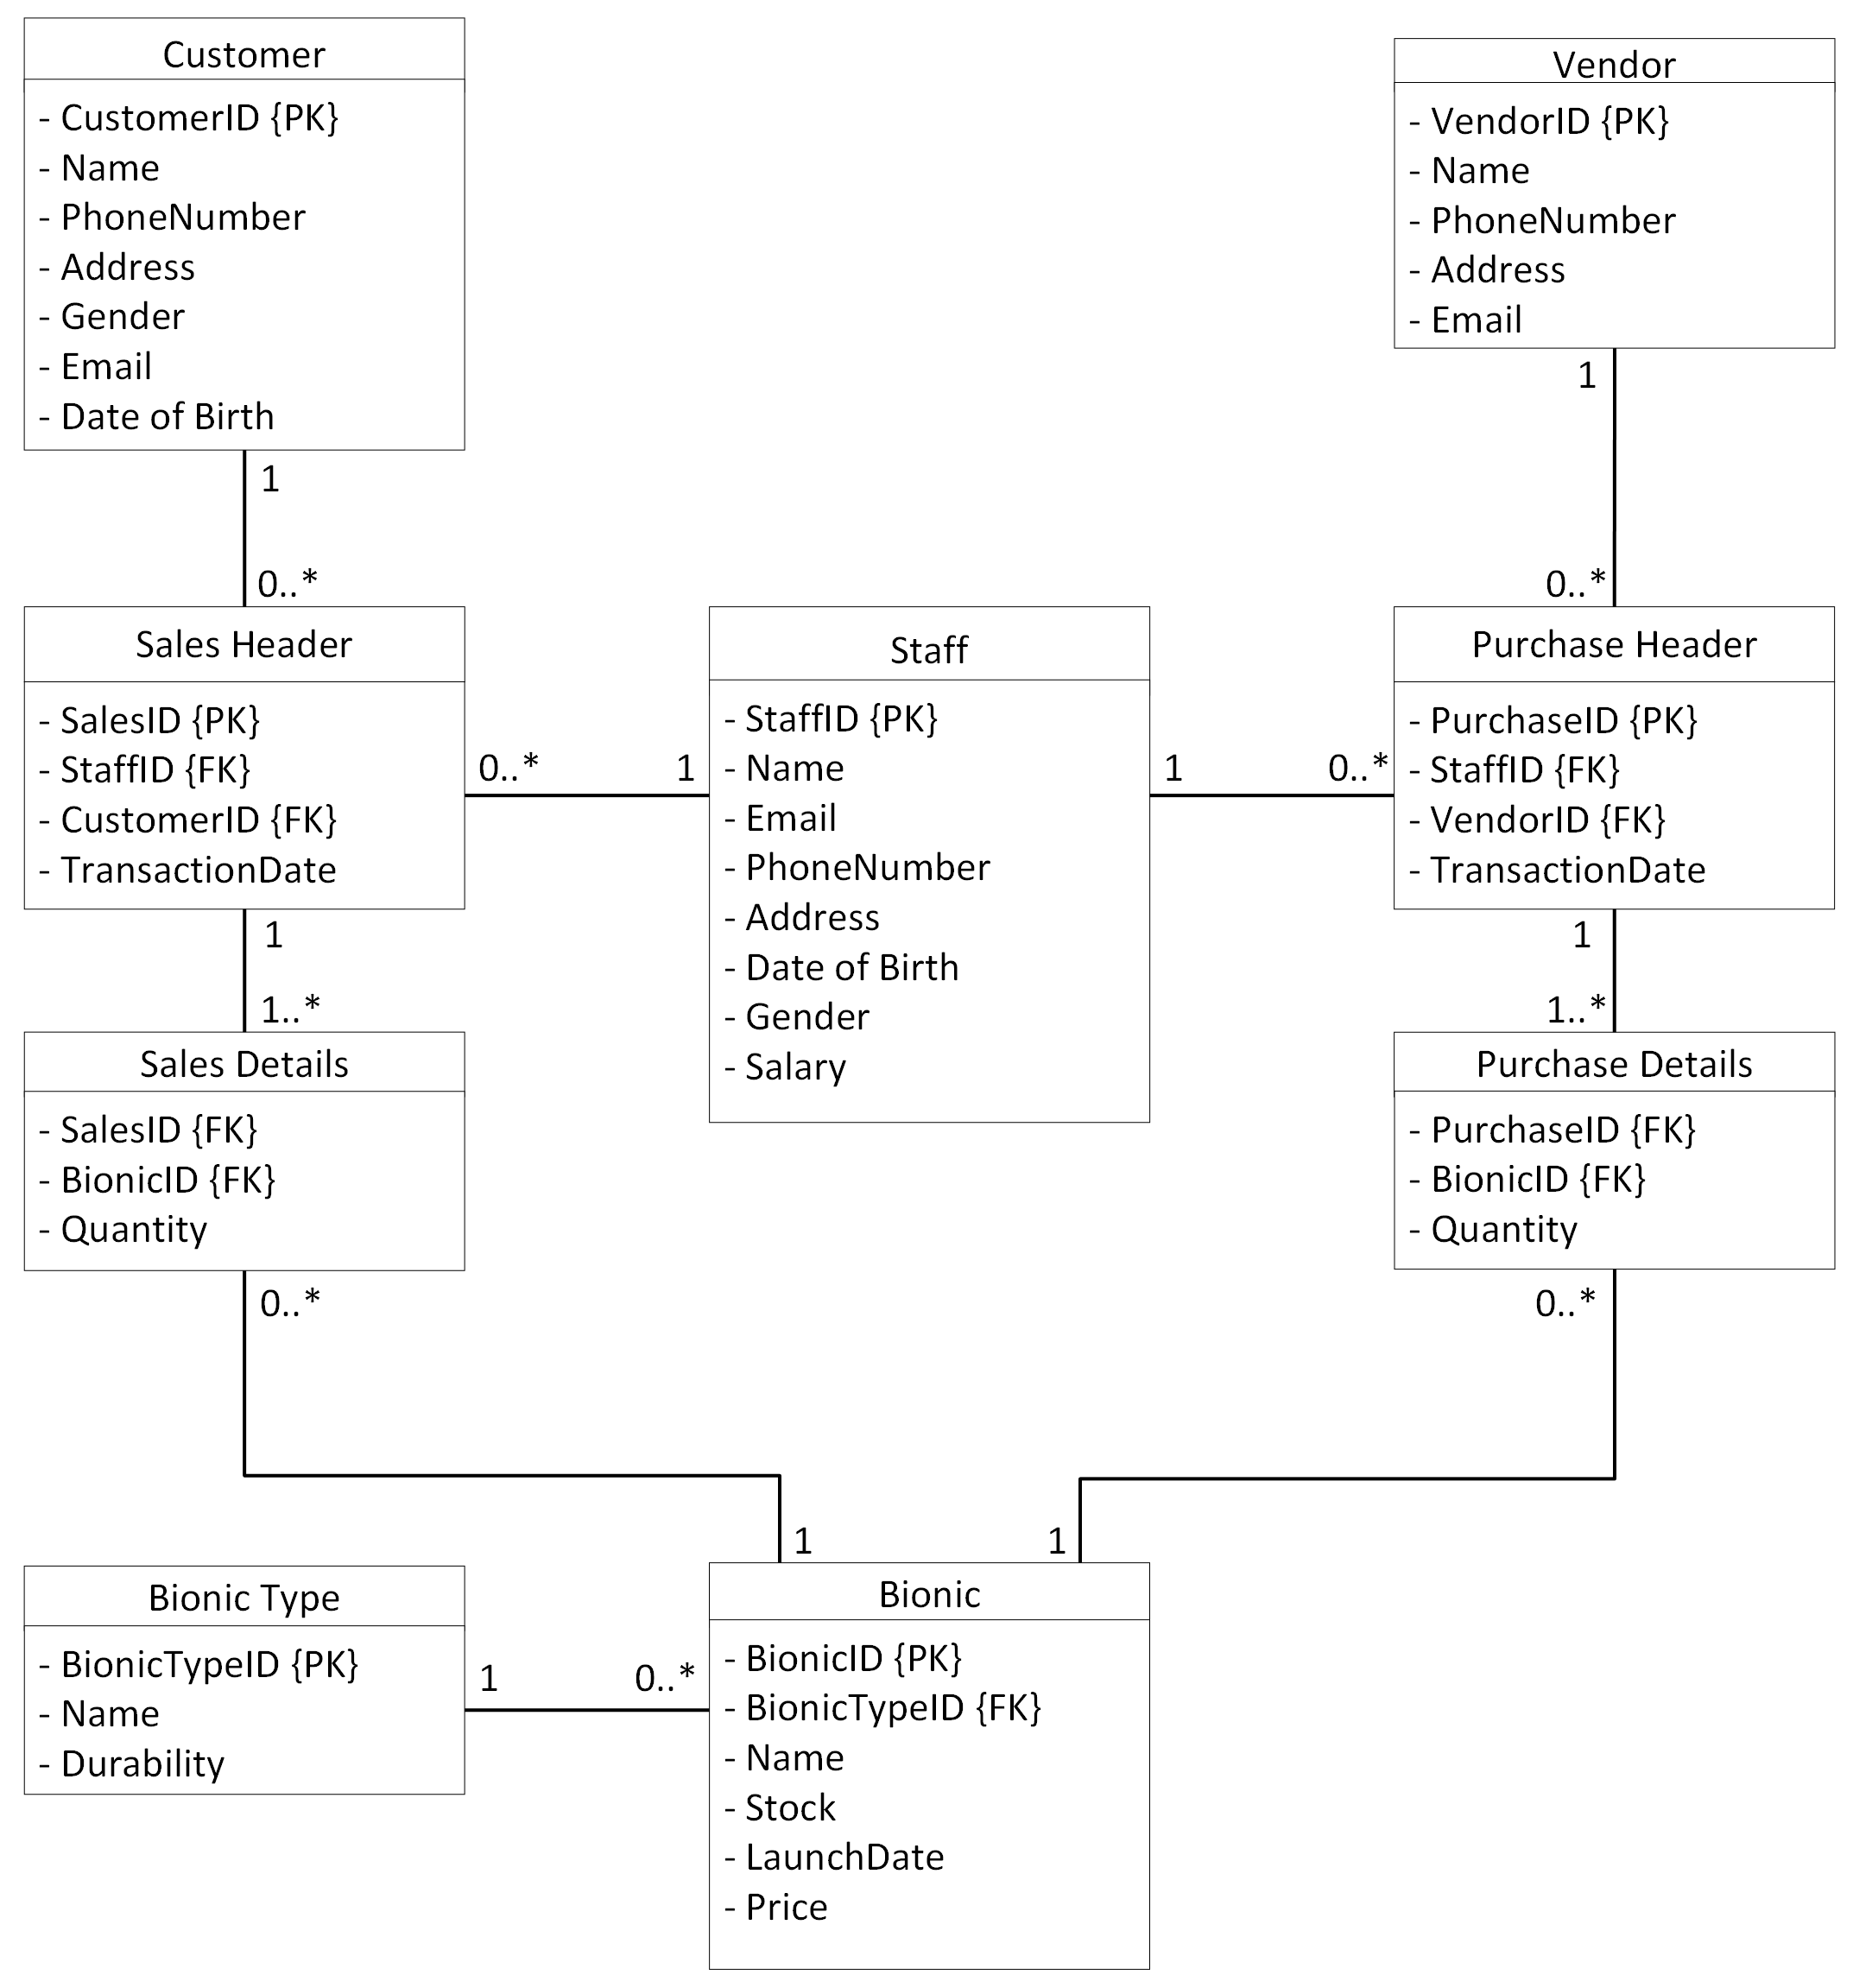 Customer
- CustomerID {PK}
- Name
- PhoneNumber
- Address
- Gender
- Email
- Date of Birth
Vendor
- VendorID {PK}
- Name
- PhoneNumber
- Address
- Email
1
0..*
1
0..*
Sales Header
- SalesID {PK}
- StaffID {FK}
- CustomerID {FK}
- TransactionDate
0..*
1
Staff
- StaffID {PK}
- Name
- Email
- PhoneNumber
- Address
- Date of Birth
- Gender
- Salary
1
0..*
Purchase Header
- PurchaseID {PK}
- StaffID {FK}
- VendorID {FK}
- TransactionDate
1
1..*
1
1..*
Sales Details
- SalesID {FK}
- BionicID {FK}
- Quantity
Purchase Details
- PurchaseID {FK}
- BionicID {FK}
- Quantity
0..*
0..*
1
1
Bionic Type
- BionicTypeID {PK}
- Name
- Durability
1
0..*
Bionic
- BionicID {PK}
- BionicTypeID {FK}
- Name
- Stock
- LaunchDate
- Price